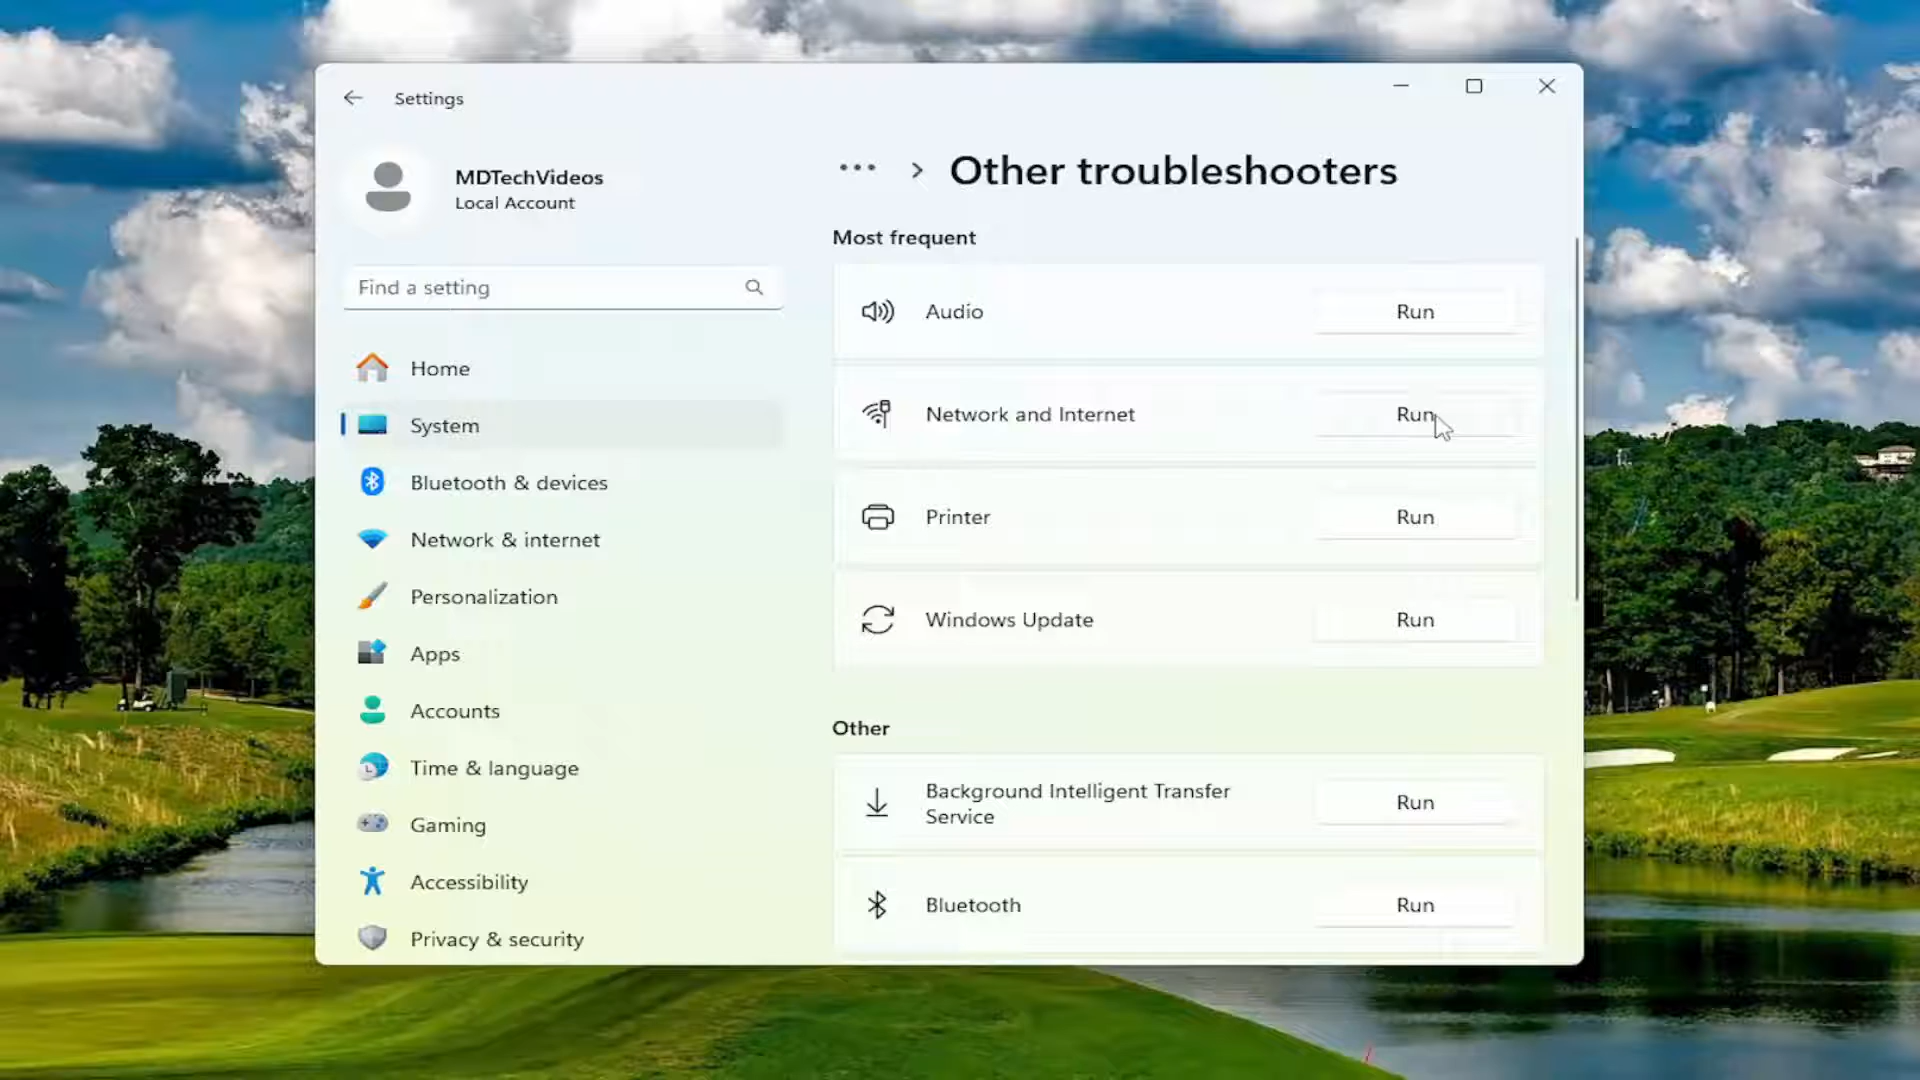 Settings
MDTechVideos
Local Account
Find a setting
Home
System
Bluetooth & devices
Network & internet
Personalization
Apps
Accounts
Time & language
Gaming
Accessibility
Privacy & security
... > Other troubleshooters
Most frequent
Audio Run
Network and Internet Run
Printer Run
Windows Update Run
Other
Background Intelligent Transfer
Service
Run
Bluetooth Run